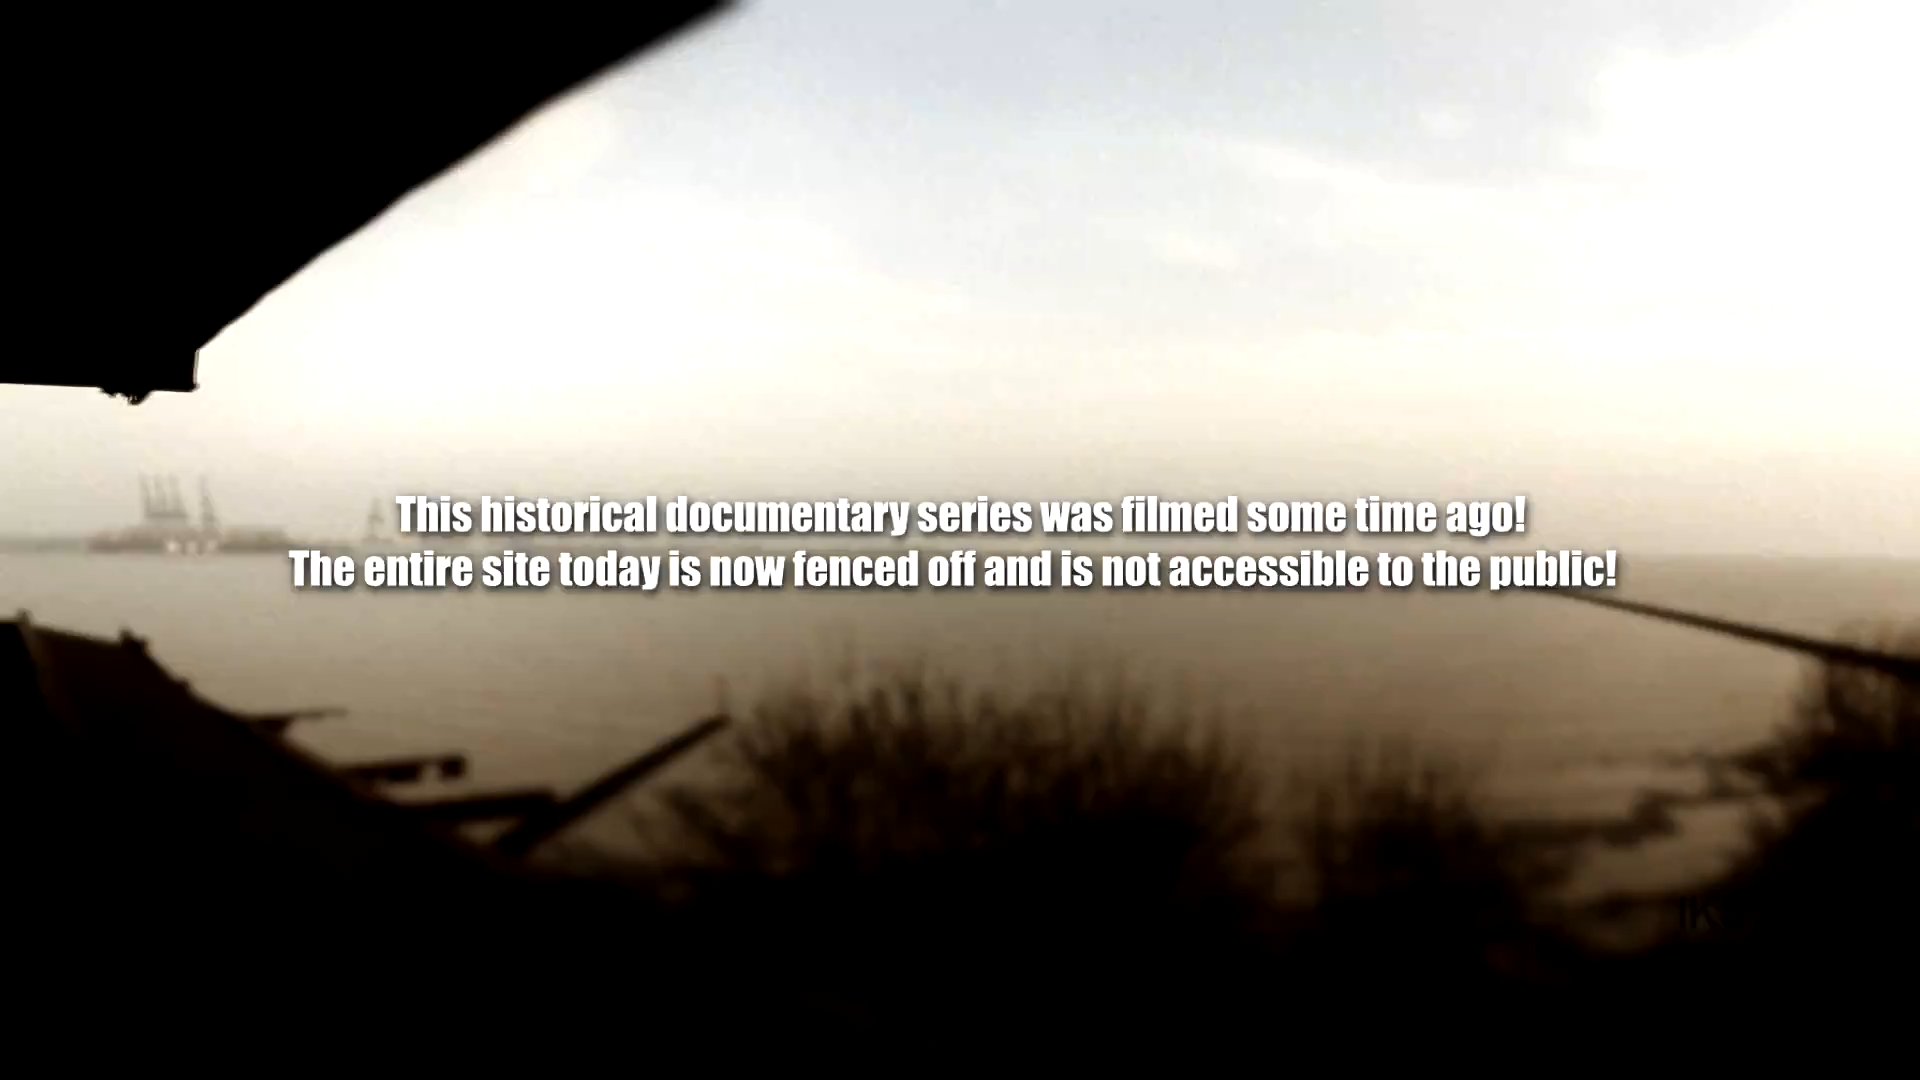 This historical documentary series was filmed some time ago!
The entire site today is now fenced off and is not accessible to the public!